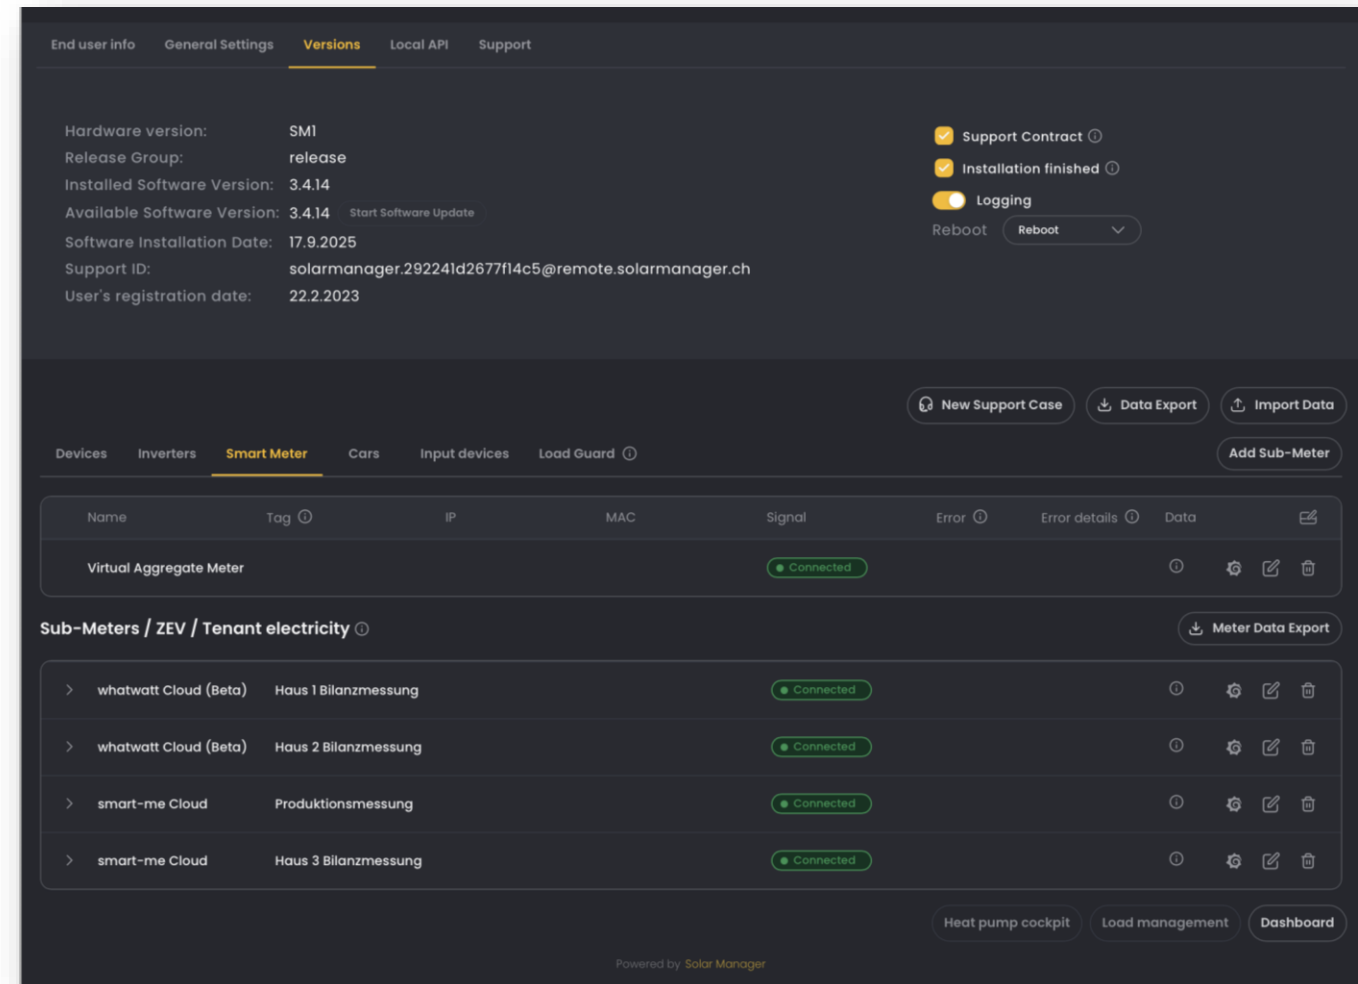 End user info General Settings Versions Local API Support
Hardware version: SM1
Release Group: release
Installed Software Version: 3.4.14
Available Software Version: 3.4.14 Start Software Update
Software Installation Date: 17.9.2025
Support ID: solarmanager.292241d2677f14c5@remote.solarmanager.ch
User's registration date: 22.2.2023
Support Contract
Installation finished
Logging
Reboot Reboot
New Support Case Data Export Import Data
Devices Inverters Smart Meter Cars Input devices Load Guard Add Sub-Meter
Name Tag IP MAC Signal Error Error details Data
Virtual Aggregate Meter Connected
Sub-Meters / ZEV / Tenant electricity Meter Data Export
whatwatt Cloud (Beta) Haus 1 Bilanzmessung Connected
whatwatt Cloud (Beta) Haus 2 Bilanzmessung Connected
smart-me Cloud Produktionsmessung Connected
smart-me Cloud Haus 3 Bilanzmessung Connected
Heat pump cockpit Load management Dashboard
Powered by Solar Manager